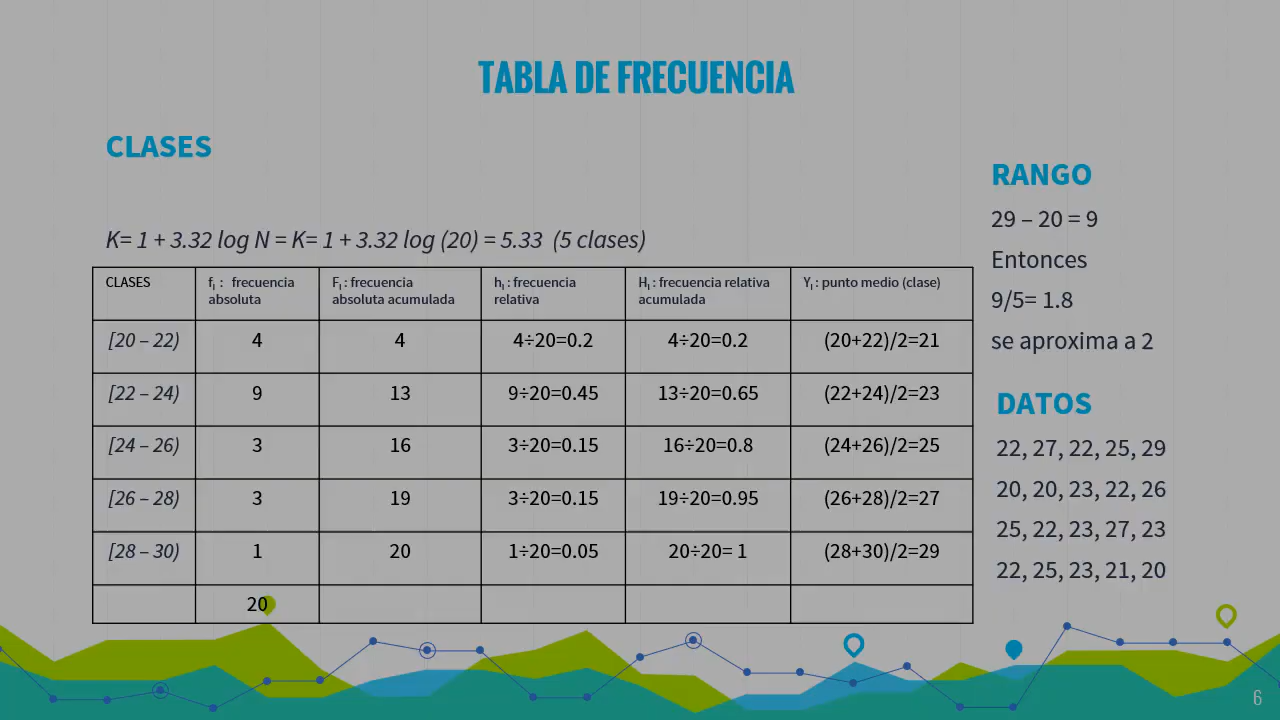 TABLA DE FRECUENCIA
CLASES
K= 1 + 3.32 log N = K= 1 + 3.32 log (20) = 5.33 (5 clases)
CLASES fI : frecuencia absoluta FI : frecuencia absoluta acumulada hI : frecuencia relativa HI : frecuencia relativa acumulada YI : punto medio (clase)
[20 – 22) 4 4 4÷20=0.2 4÷20=0.2 (20+22)/2=21
[22 – 24) 9 13 9÷20=0.45 13÷20=0.65 (22+24)/2=23
[24 – 26) 3 16 3÷20=0.15 16÷20=0.8 (24+26)/2=25
[26 – 28) 3 19 3÷20=0.15 19÷20=0.95 (26+28)/2=27
[28 – 30) 1 20 1÷20=0.05 20÷20= 1 (28+30)/2=29
20
RANGO
29 – 20 = 9
Entonces
9/5= 1.8
se aproxima a 2
DATOS
22, 27, 22, 25, 29
20, 20, 23, 22, 26
25, 22, 23, 27, 23
22, 25, 23, 21, 20
6